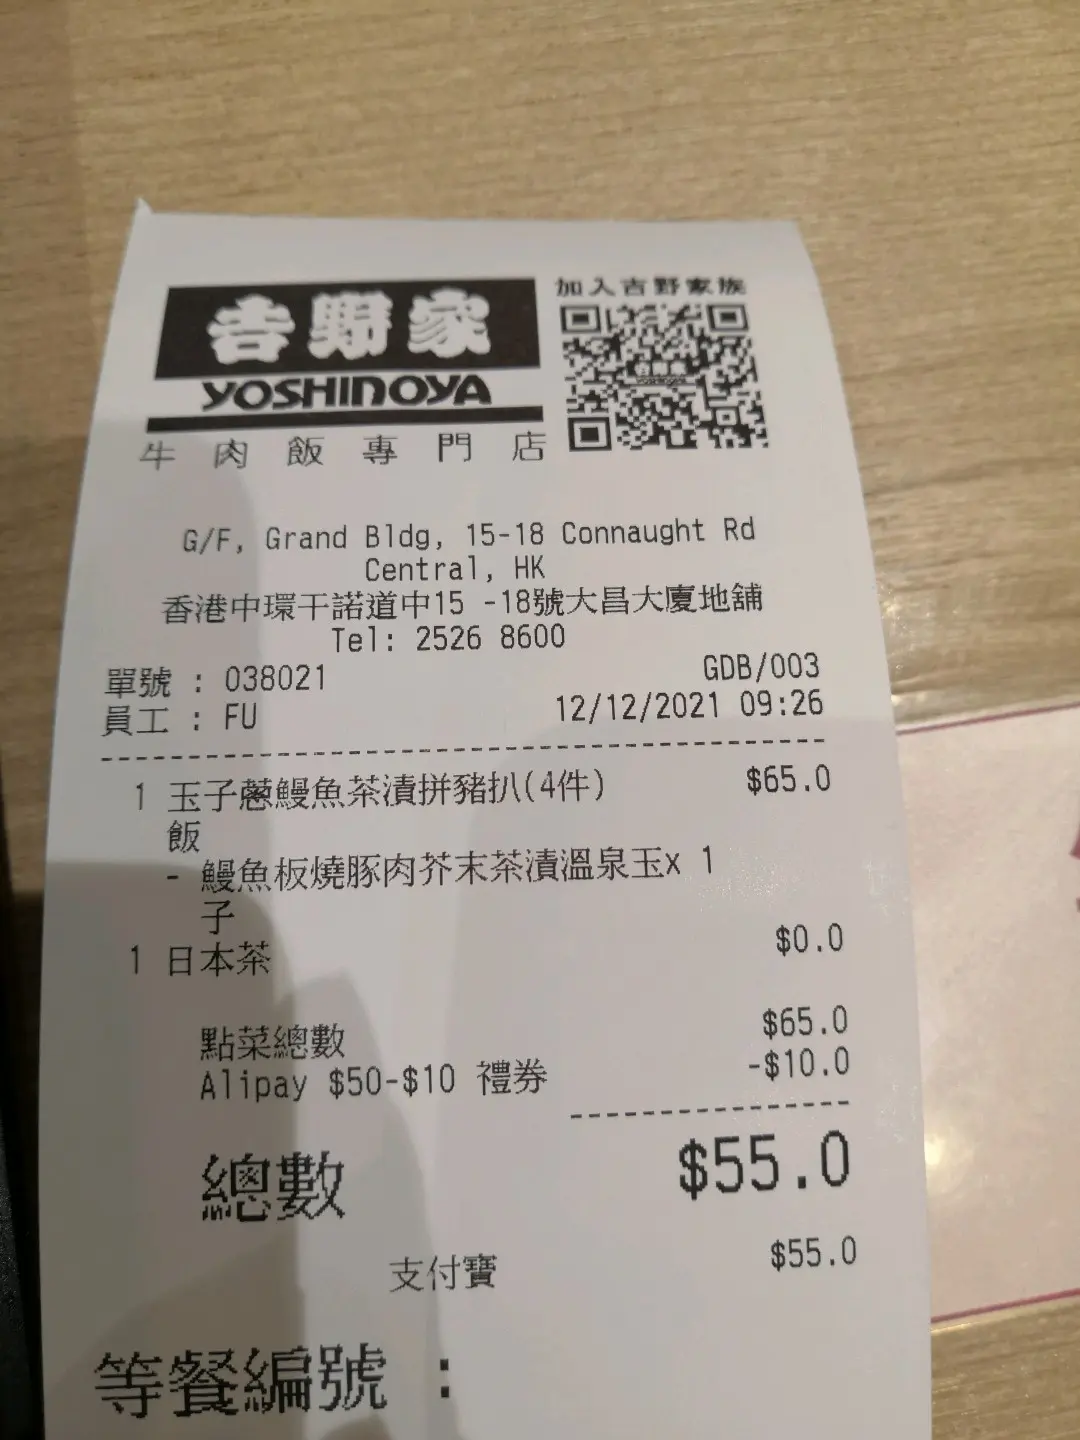 吉野家
YOSHINOYA
牛肉飯專門店
加入吉野家族
G/F, Grand Bldg, 15-18 Connaught Rd
Central, HK
香港中環干諾道中15 -18號大昌大廈地舖
Tel: 2526 8600
單號 : 038021 GDB/003
員工 : FU 12/12/2021 09:26
1 玉子蔥鰻魚茶漬拼豬扒(4件) $65.0
飯
- 鰻魚板燒豚肉芥末茶漬溫泉玉x 1
子
1 日本茶 $0.0
點菜總數 $65.0
Alipay $50-$10 禮券 -$10.0
總數 $55.0
支付寶 $55.0
等餐編號 :